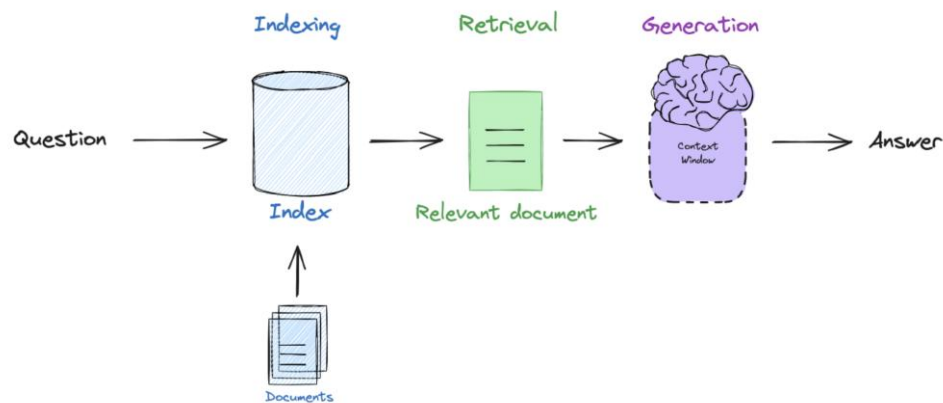 Indexing
Retrieval
Generation
Question
Context
Window
Answer
Index
Relevant document
Documents